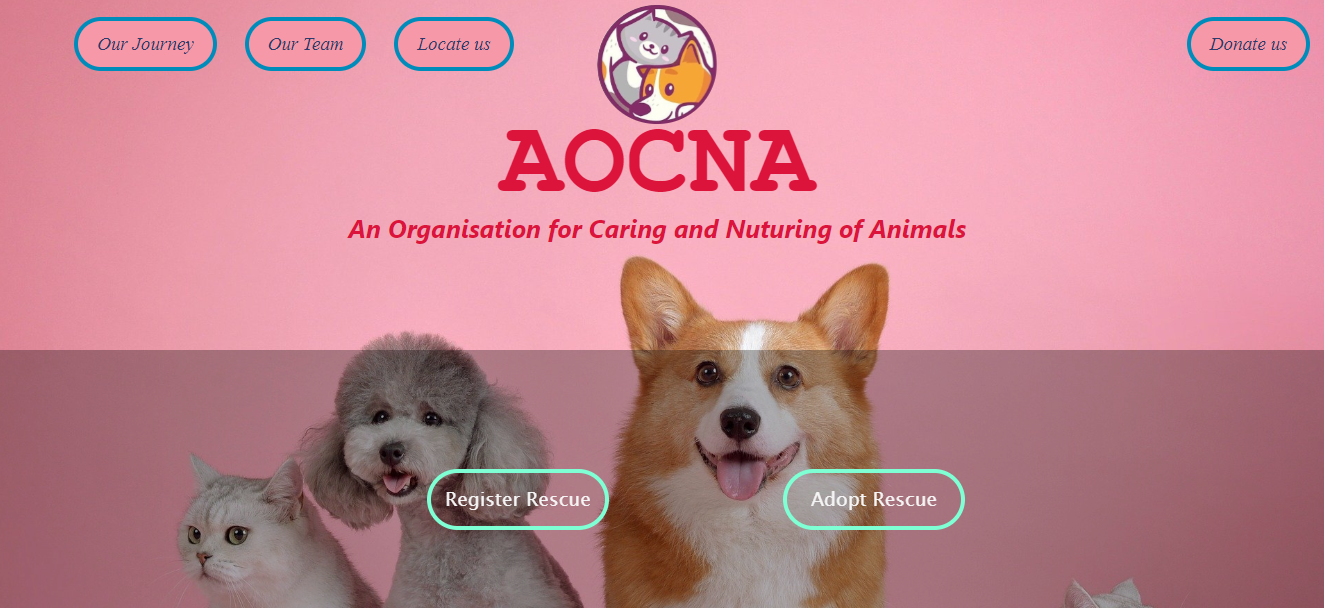 Our Journey
Our Team
Locate us
Donate us
AOCNA
An Organisation for Caring and Nuturing of Animals
Register Rescue
Adopt Rescue